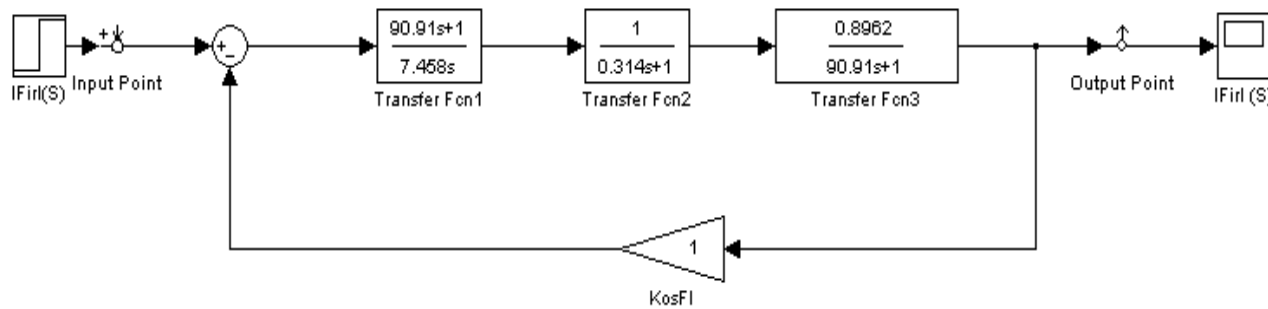 +
+
−
90.91s+1
7.458s
1
0.314s+1
0.8962
90.91s+1
IFirl(S)
Input Point
Transfer Fcn1
Transfer Fcn2
Transfer Fcn3
Output Point
IFirl (S)
1
KosFI